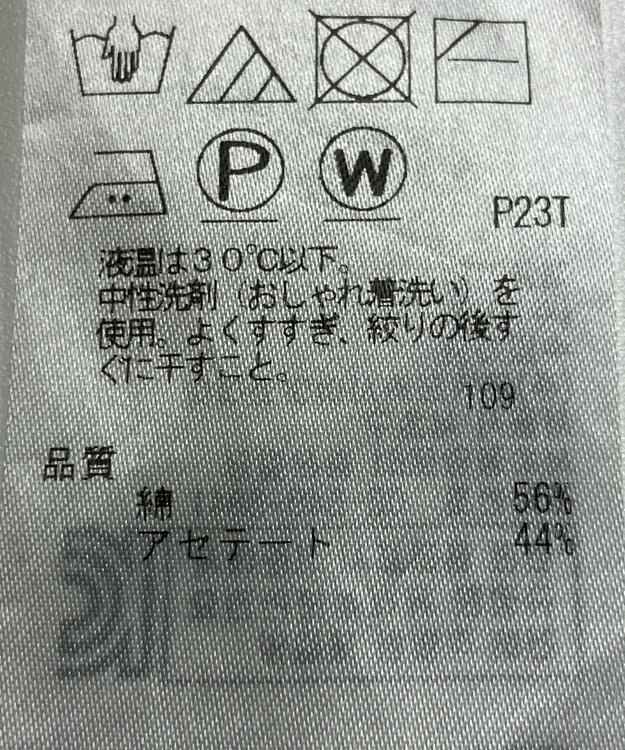 P
W
P23T
液温は30℃以下。
中性洗剤（おしゃれ着洗い）を
使用。よくすすぎ、絞りの後す
ぐに干すこと。
109
品質
綿 56%
アセテート 44%